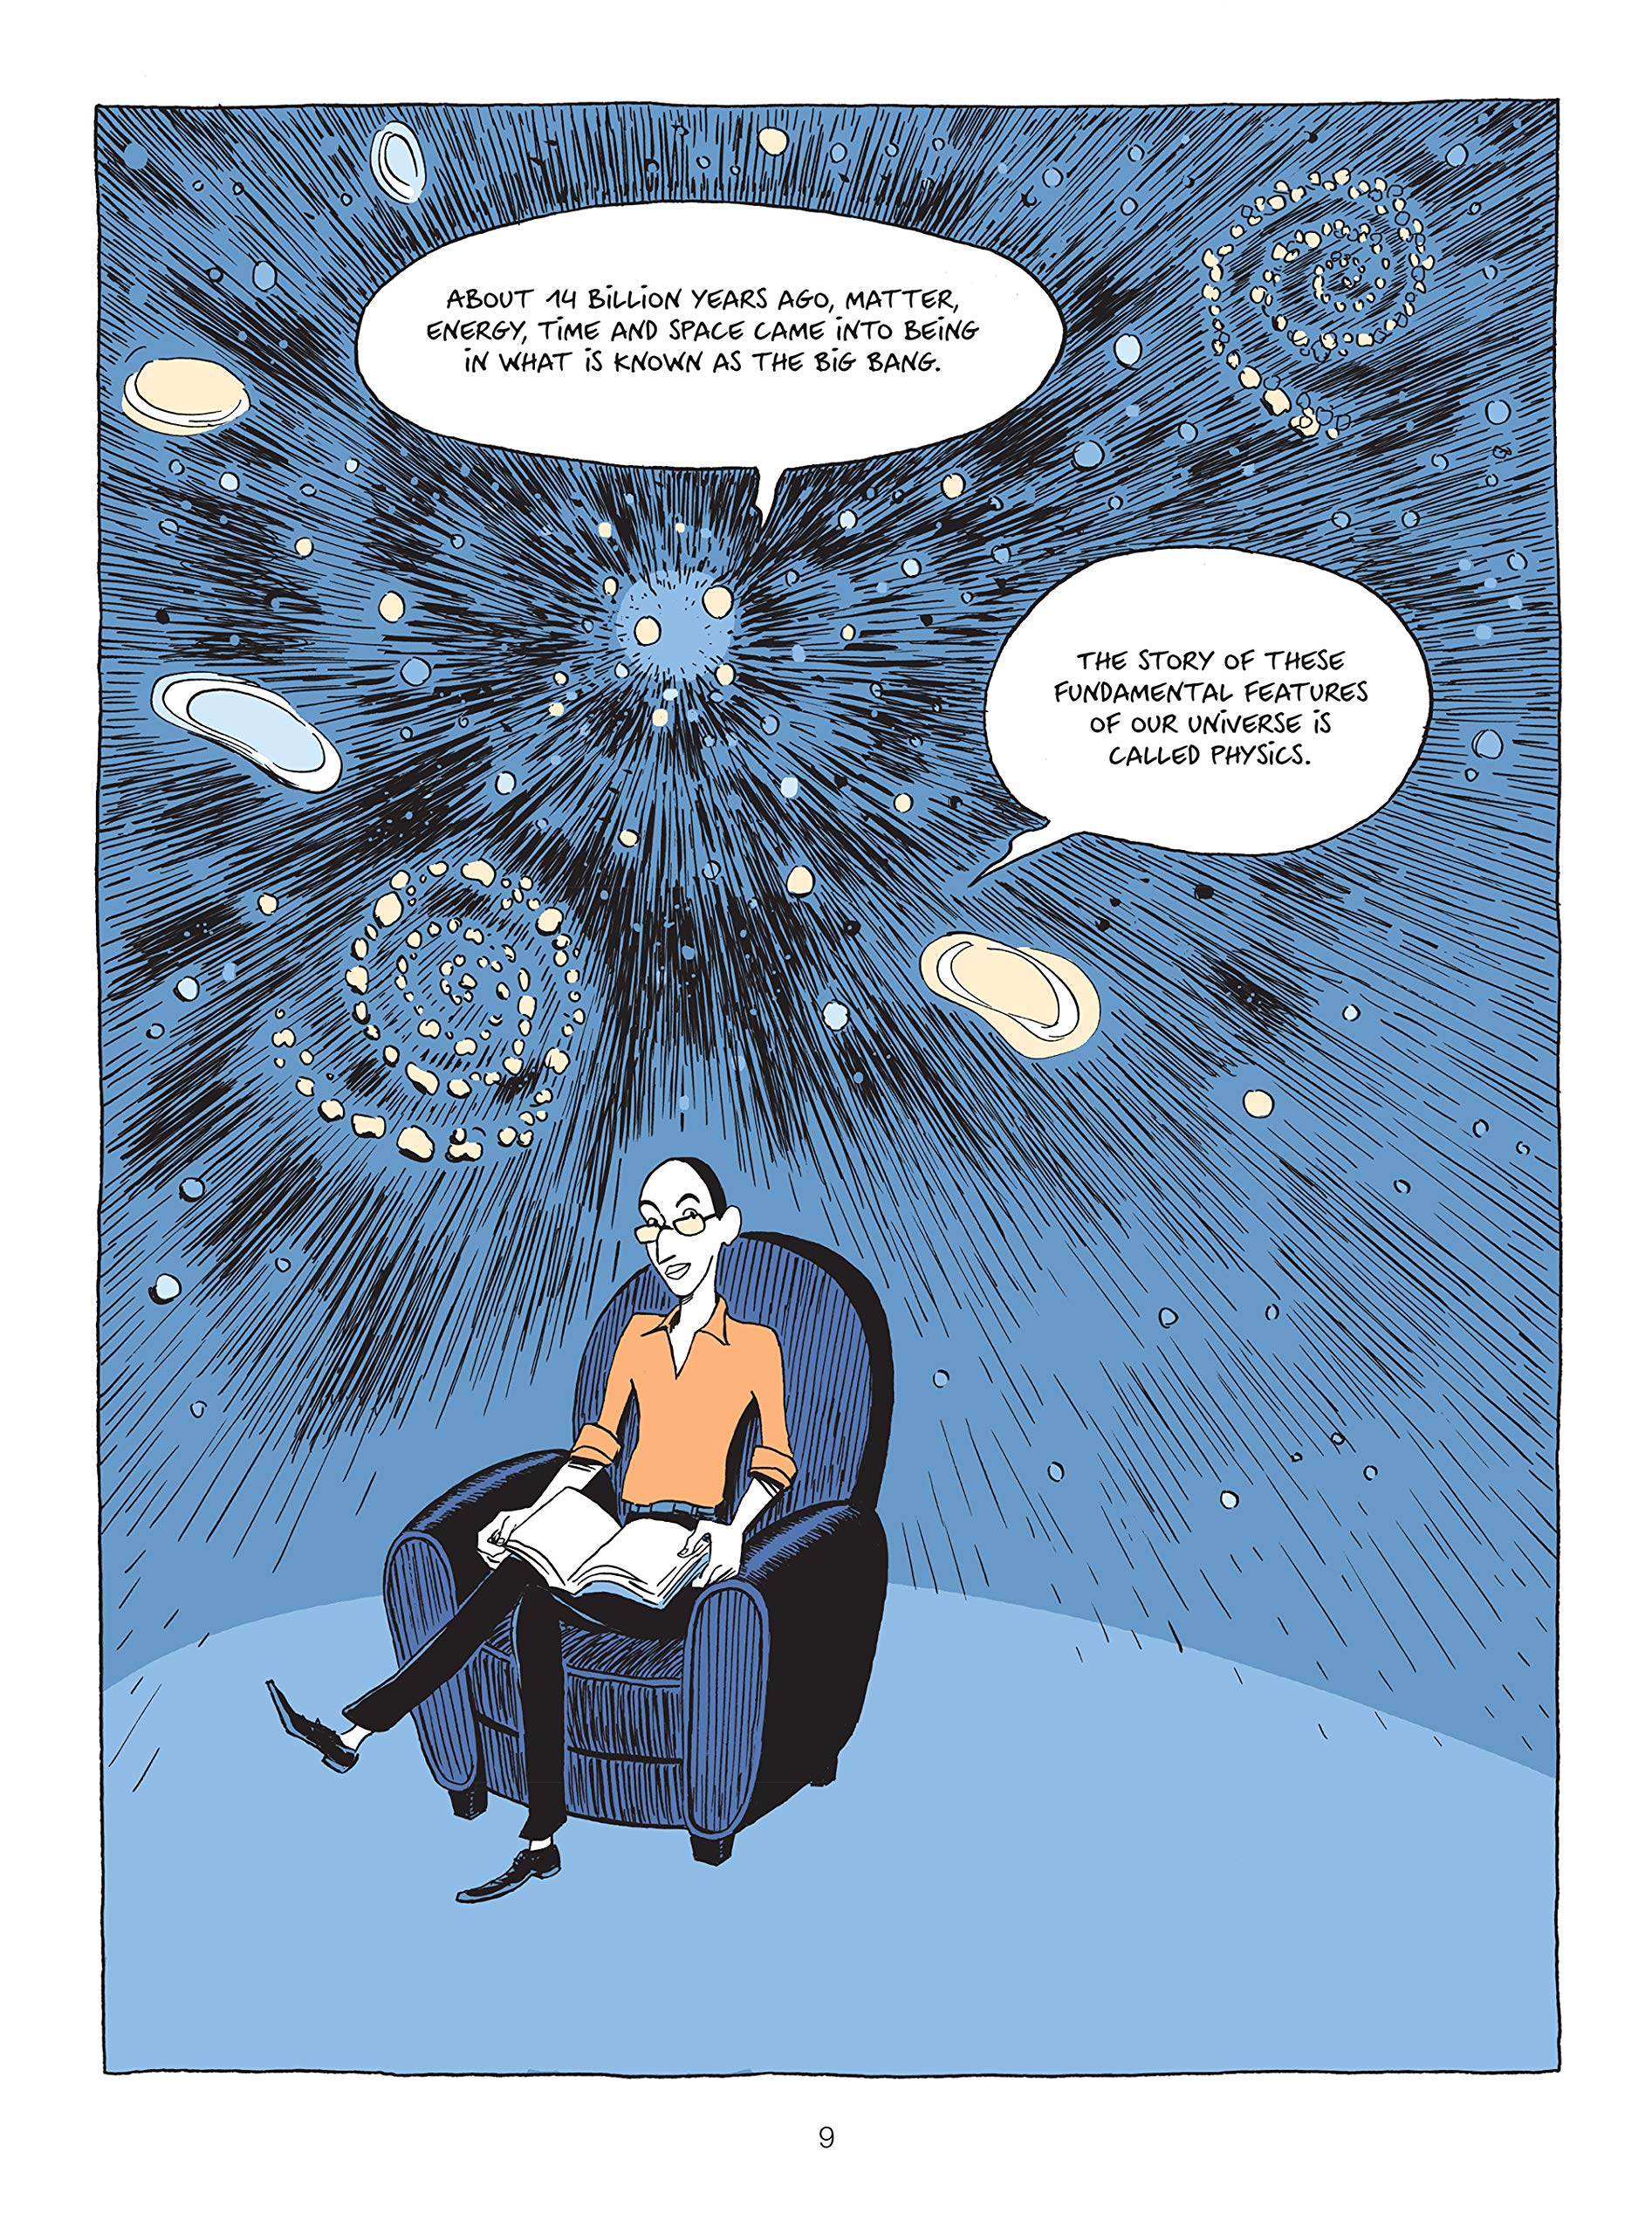 ABOUT 14 BILLION YEARS AGO, MATTER,
ENERGY, TIME AND SPACE CAME INTO BEING
IN WHAT IS KNOWN AS THE BIG BANG.
THE STORY OF THESE
FUNDAMENTAL FEATURES
OF OUR UNIVERSE IS
CALLED PHYSICS.
9